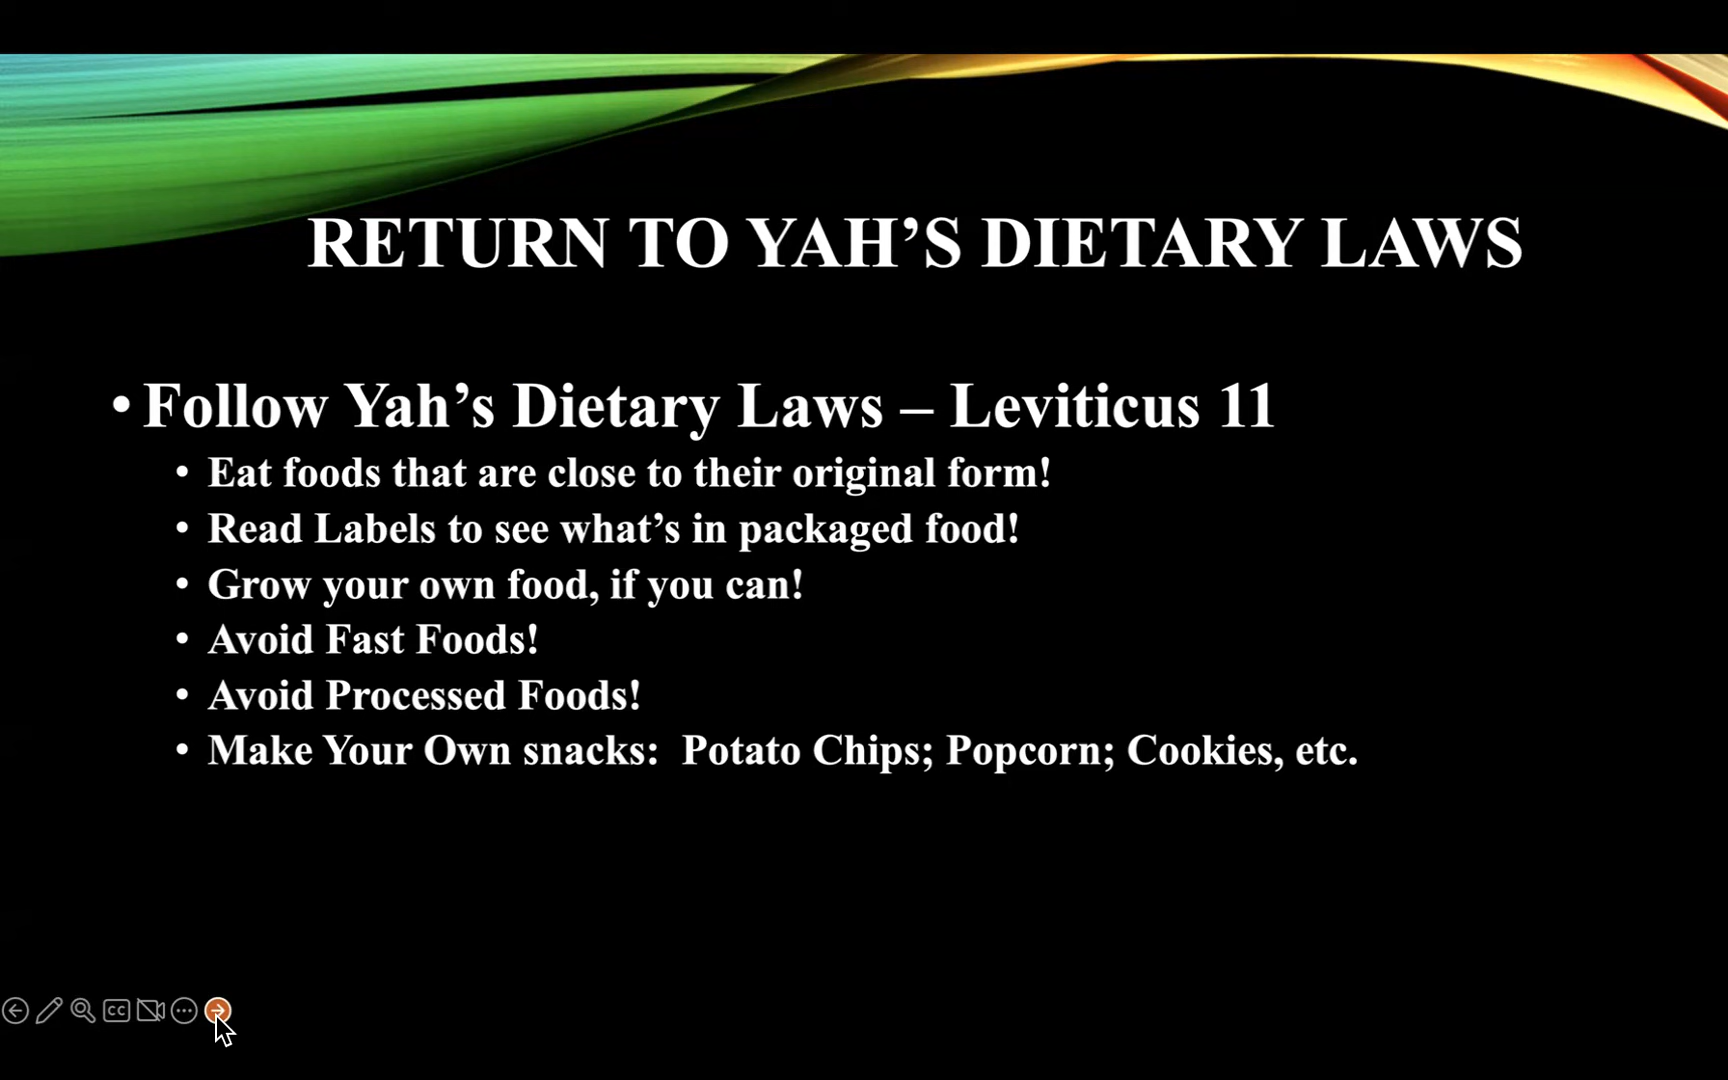 RETURN TO YAH’S DIETARY LAWS
• Follow Yah’s Dietary Laws – Leviticus 11
• Eat foods that are close to their original form!
• Read Labels to see what’s in packaged food!
• Grow your own food, if you can!
• Avoid Fast Foods!
• Avoid Processed Foods!
• Make Your Own snacks:  Potato Chips; Popcorn; Cookies, etc.
CC